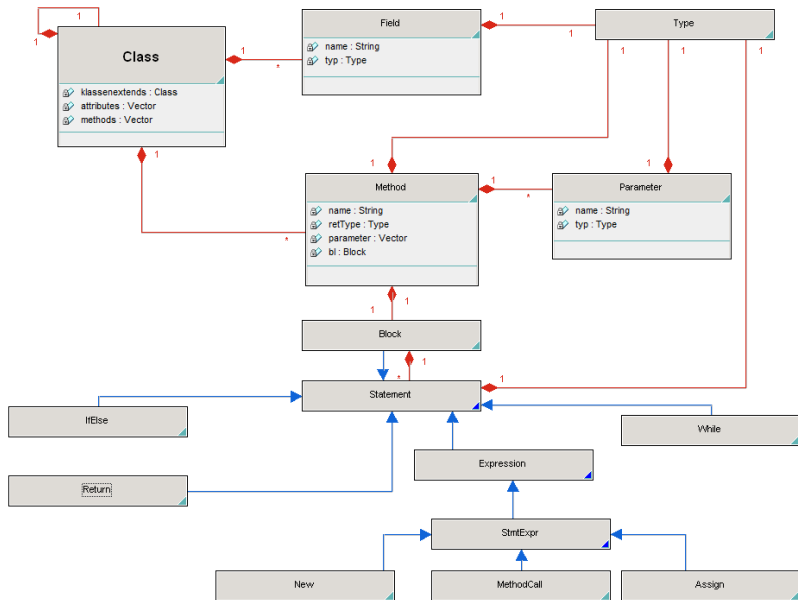 1
1
Class
klassenextends : Class
attributes : Vector
methods : Vector
1
*
Field
name : String
typ : Type
1
1
Type
1
1
1
1
*
1
Method
name : String
retType : Type
parameter : Vector
bl : Block
1
*
1
Parameter
name : String
typ : Type
1
1
Block
1
*
Statement
1
IfElse
While
Expression
Return
StmtExpr
New
MethodCall
Assign